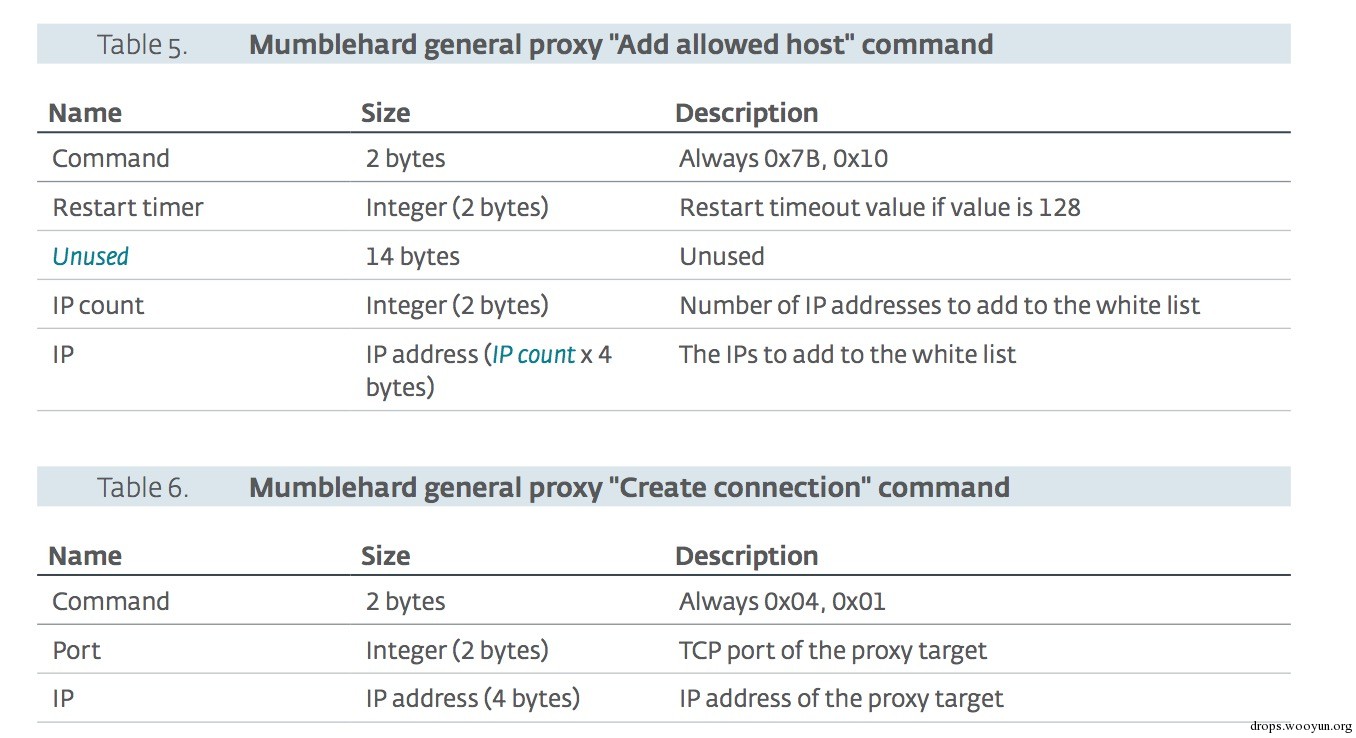 Table 5. Mumblehard general proxy "Add allowed host" command
Name Size Description
Command 2 bytes Always 0x7B, 0x10
Restart timer Integer (2 bytes) Restart timeout value if value is 128
Unused 14 bytes Unused
IP count Integer (2 bytes) Number of IP addresses to add to the white list
IP IP address (IP count x 4 The IPs to add to the white list
bytes)
Table 6. Mumblehard general proxy "Create connection" command
Name Size Description
Command 2 bytes Always 0x04, 0x01
Port Integer (2 bytes) TCP port of the proxy target
IP IP address (4 bytes) IP address of the proxy target
drops.wooyun.org